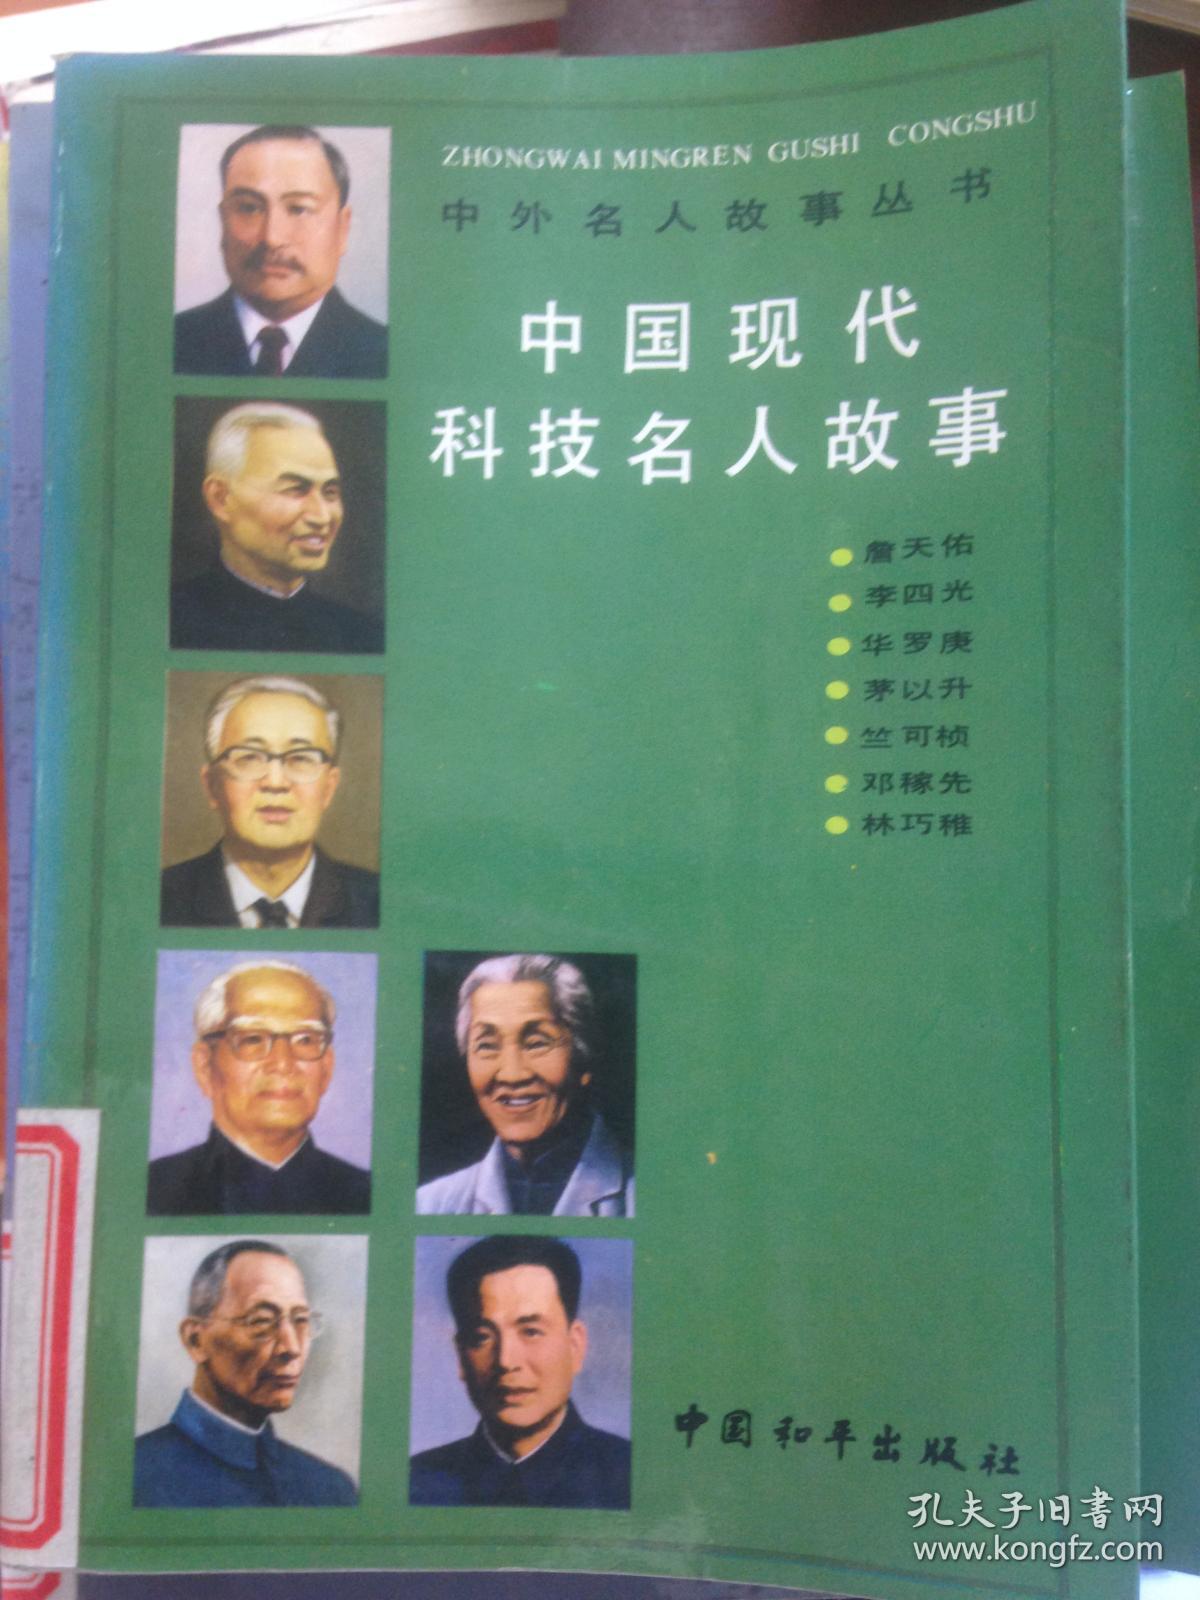 ZHONGWAI MINGREN GUSHI CONGSHU
中外名人故事丛书
中国现代
科技名人故事
詹天佑
李四光
华罗庚
茅以升
竺可桢
邓稼先
林巧稚
中国和平出版社
孔夫子旧书网
www.kongfz.com